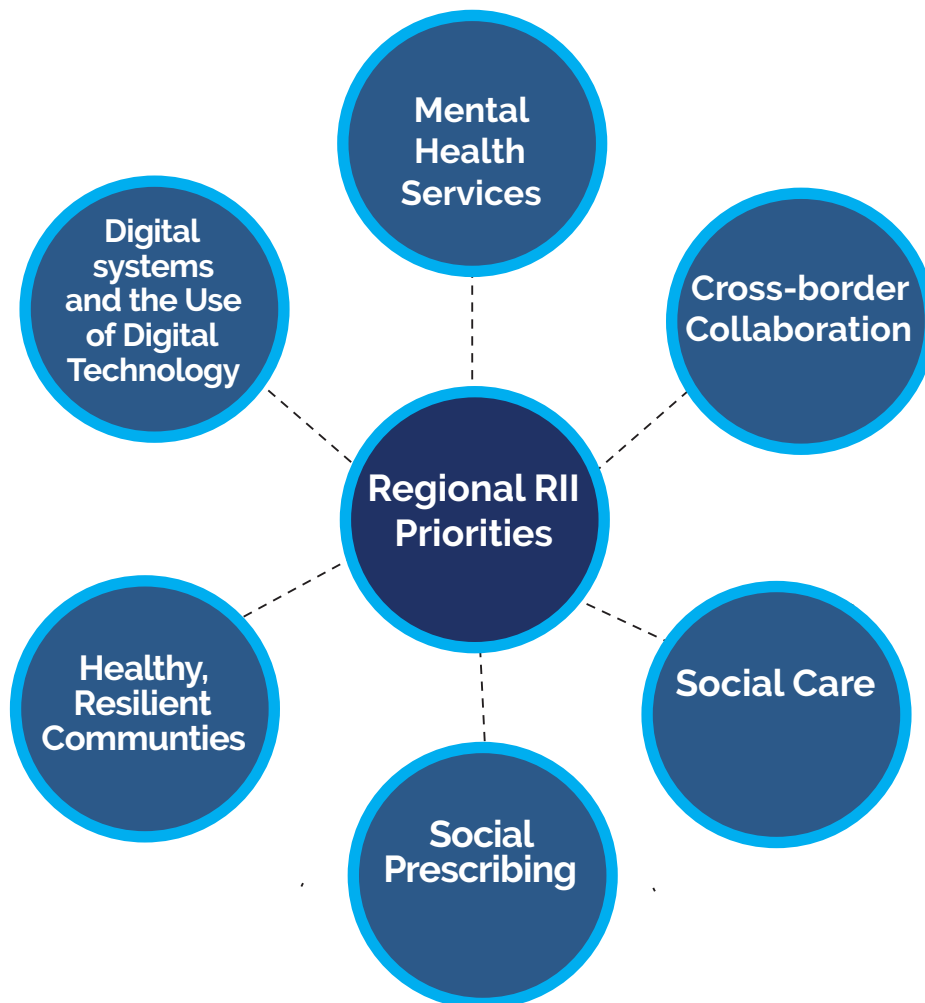 Mental
Health
Services
Digital
systems
and the Use
of Digital
Technology
Cross-border
Collaboration
Regional RII
Priorities
Healthy,
Resilient
Communties
Social Care
Social
Prescribing